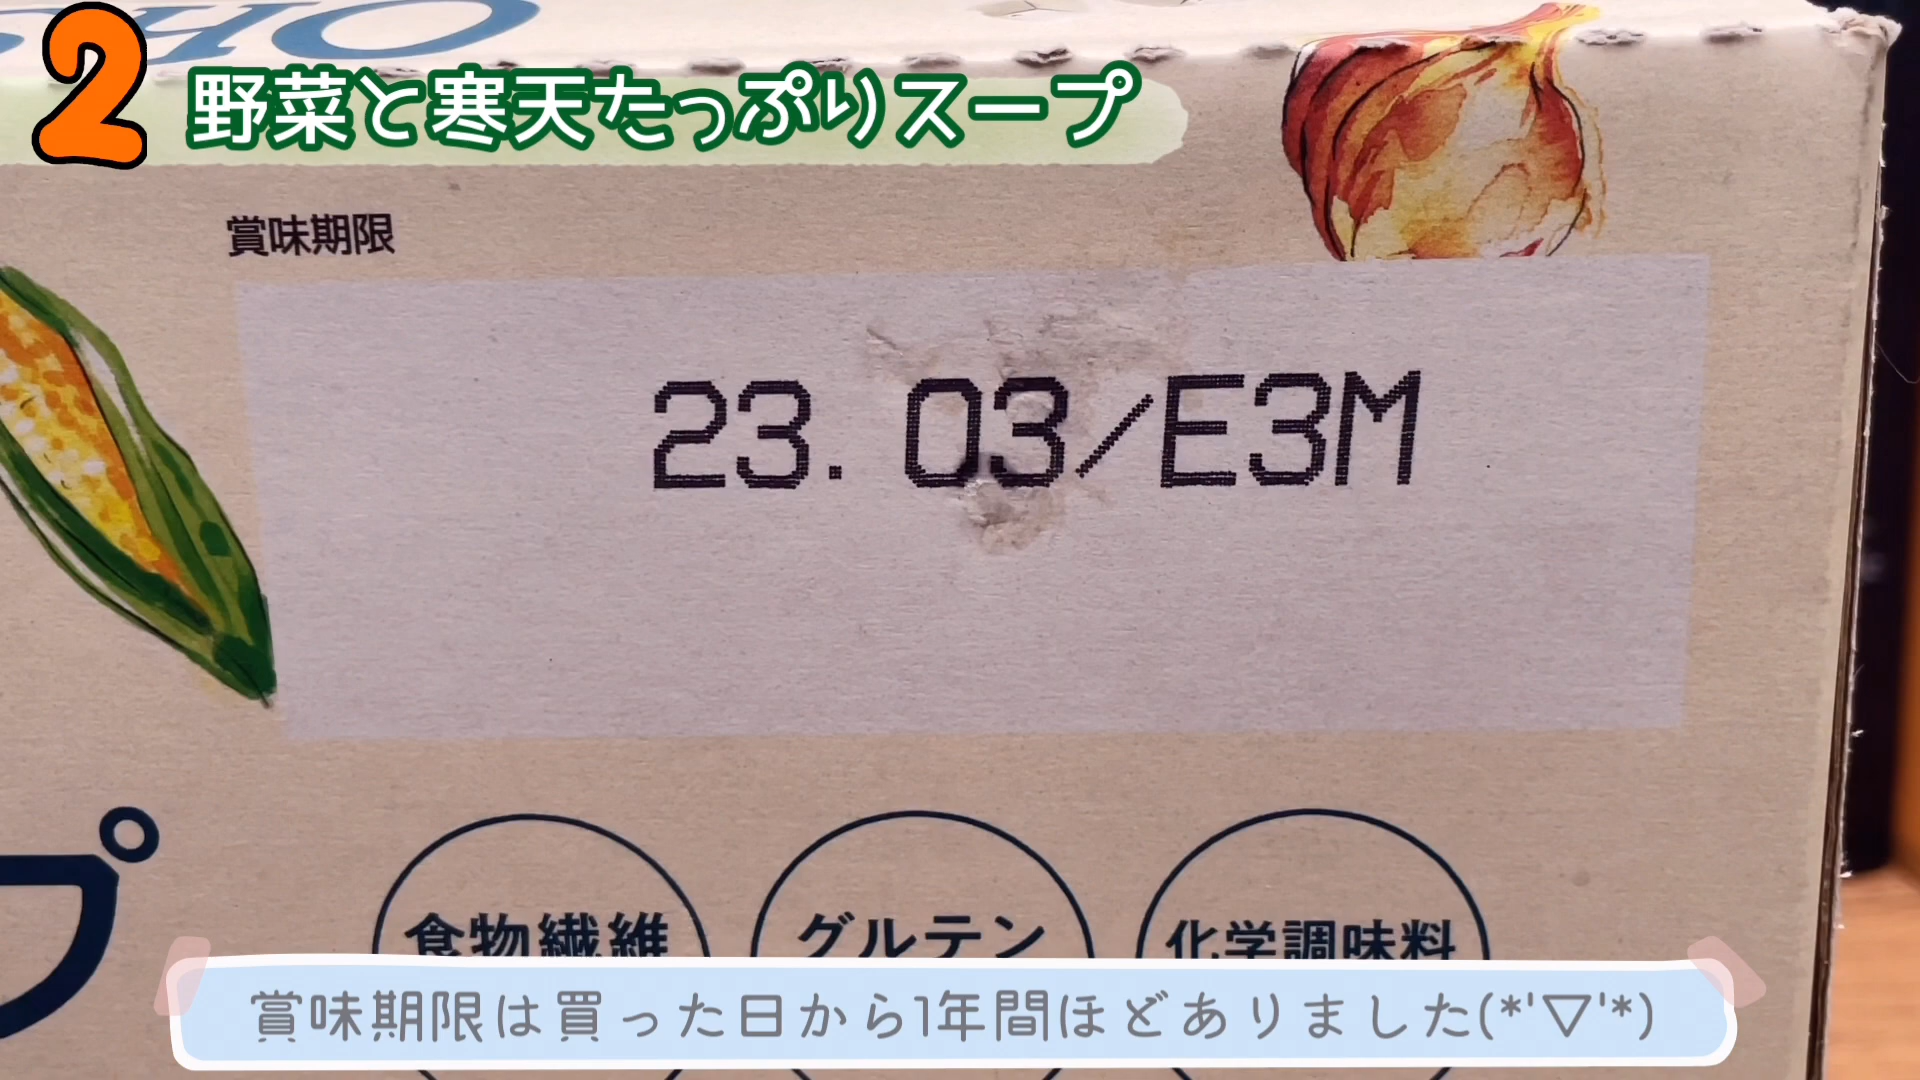 2 野菜と寒天たっぷりスープ
賞味期限
23. 03/E3M
プ
食物繊維 グルテン 化学調味料
賞味期限は買った日から1年間ほどありました(*'▽'*)